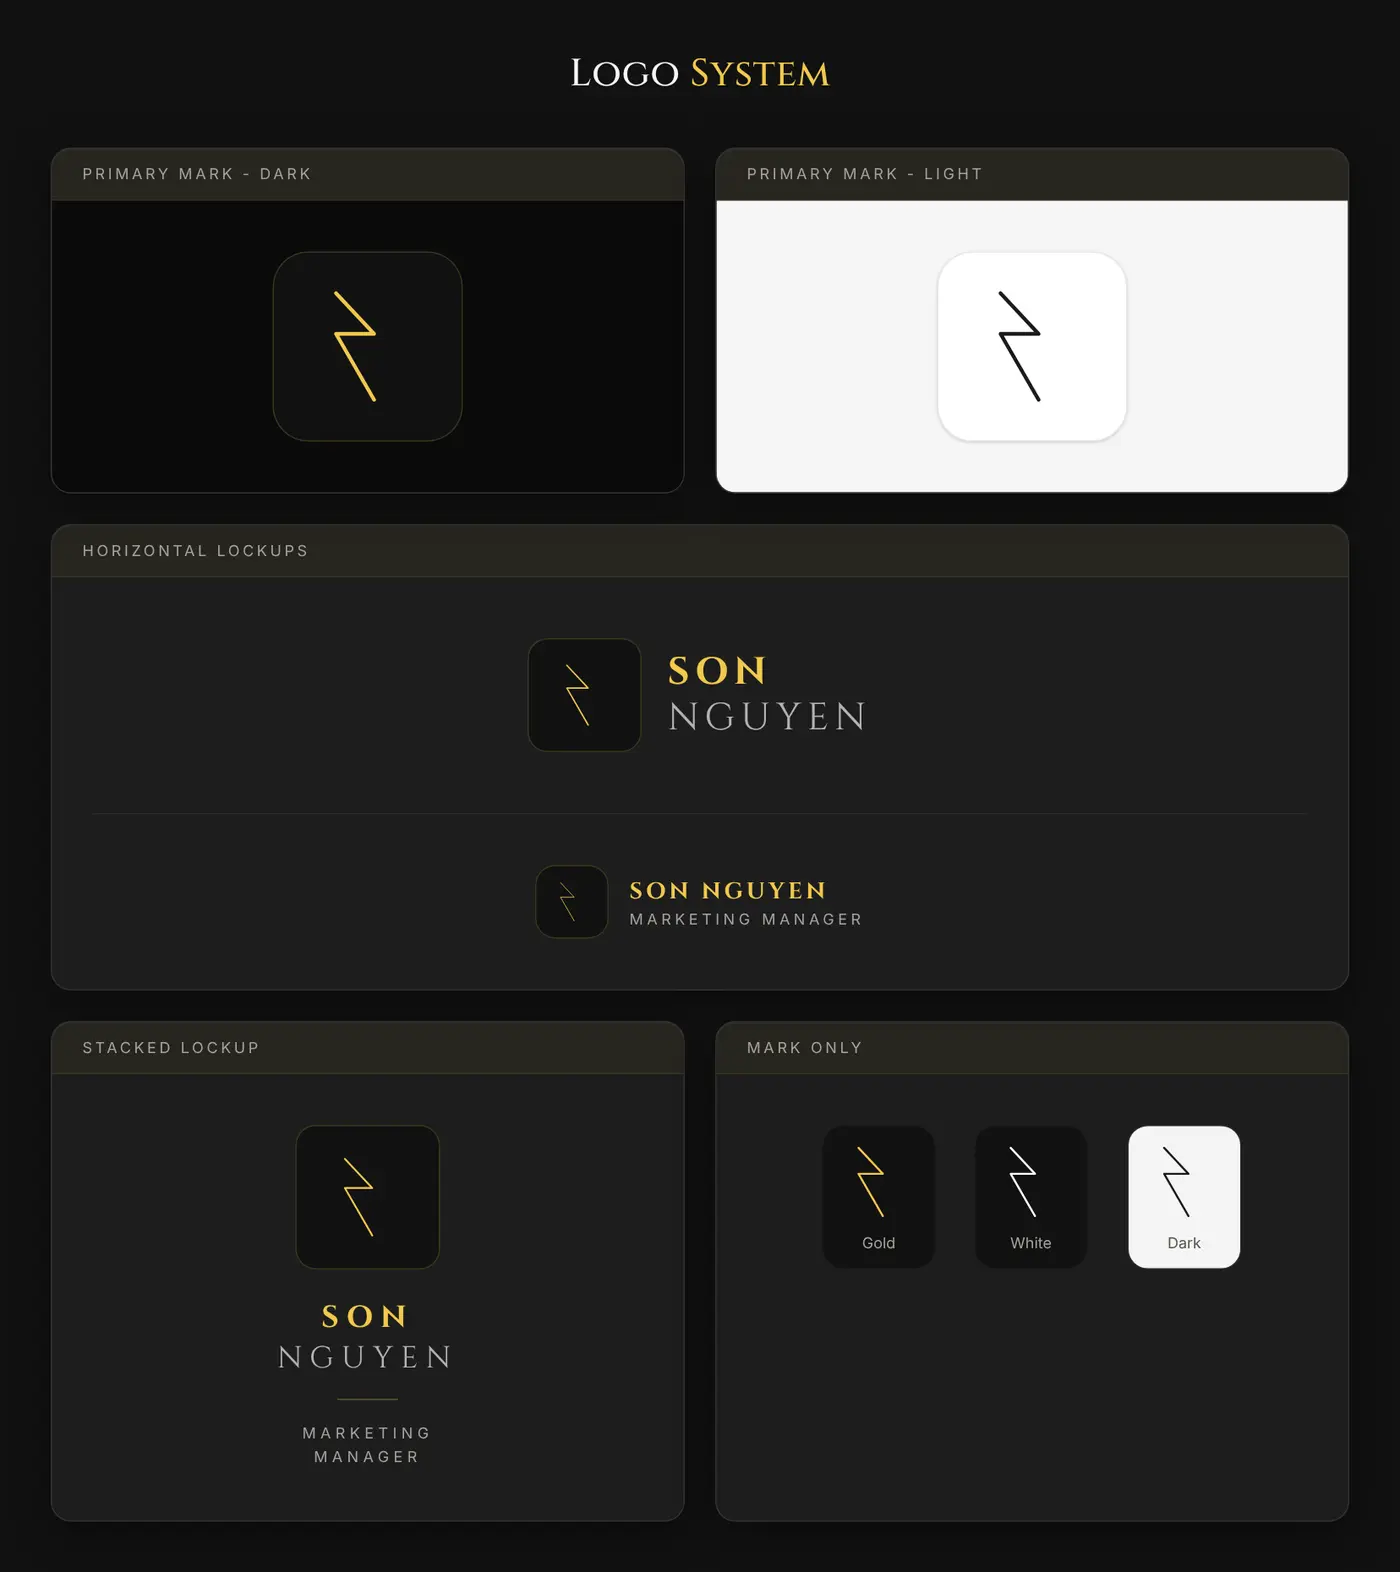 Logo System
PRIMARY MARK - DARK
PRIMARY MARK - LIGHT
HORIZONTAL LOCKUPS
SON
NGUYEN
SON NGUYEN
MARKETING MANAGER
STACKED LOCKUP
SON
NGUYEN
MARKETING
MANAGER
MARK ONLY
Gold
White
Dark